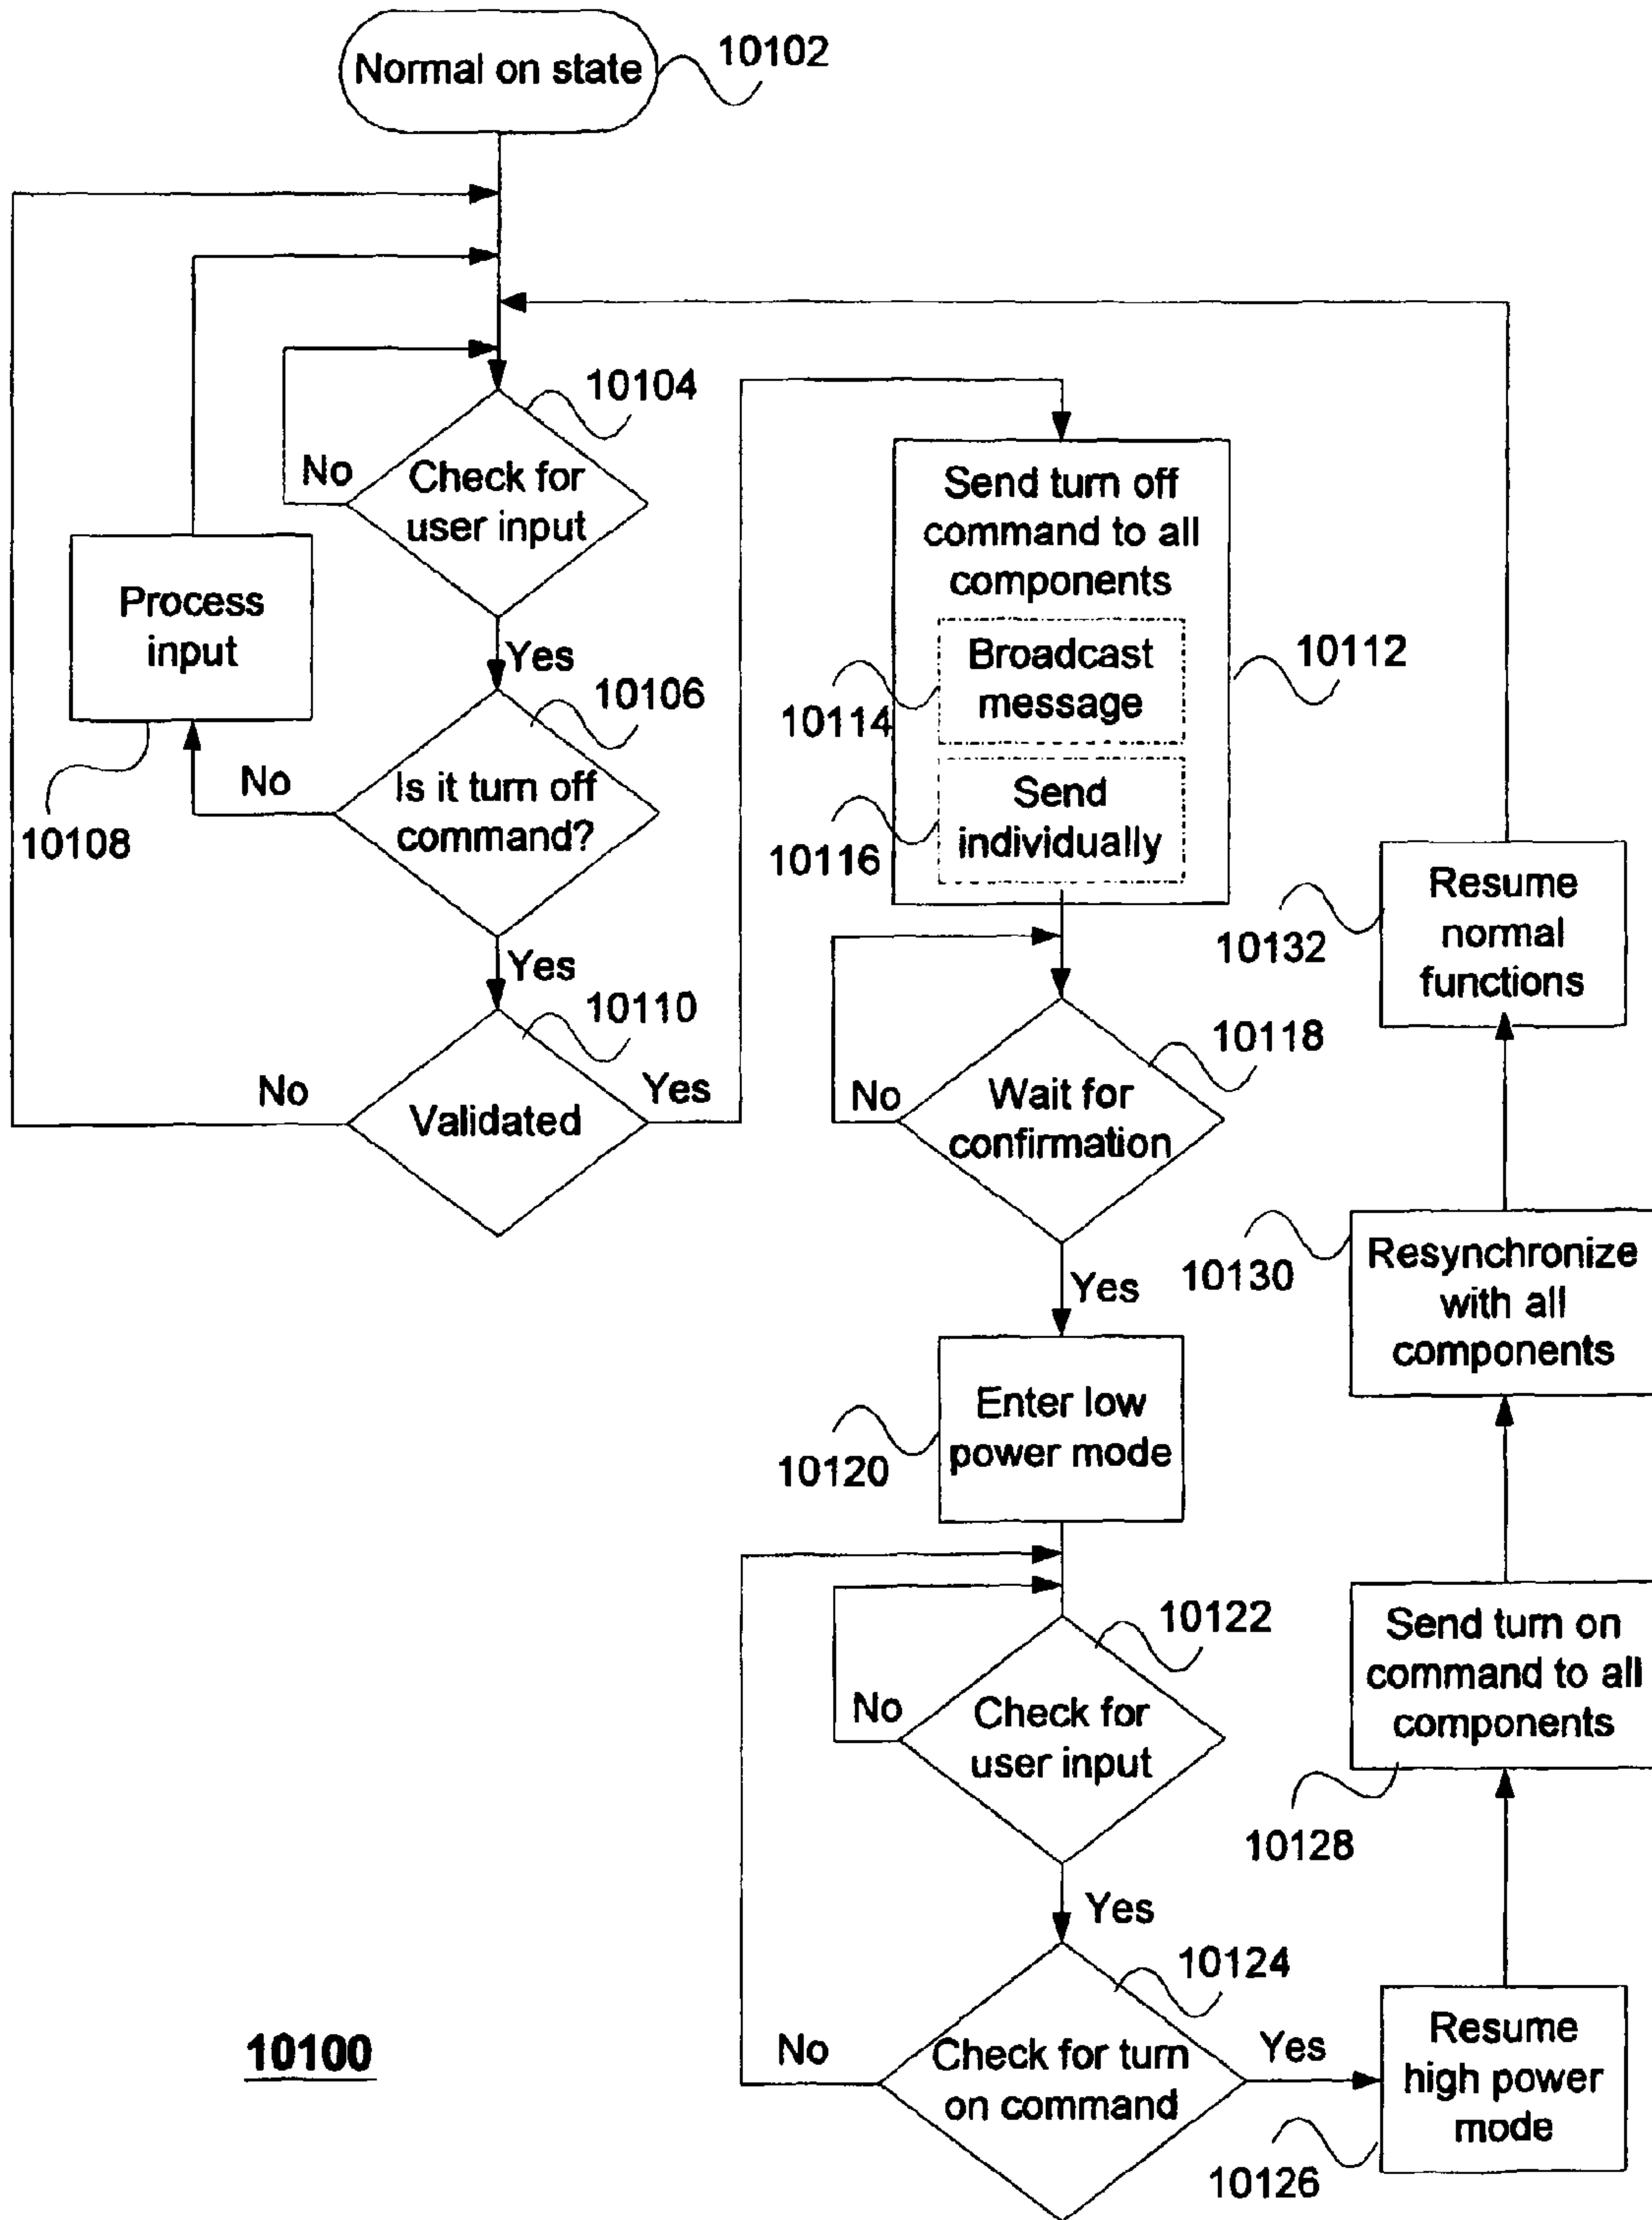 Normal on state
10102
10104
No
Check for
user input
Process
input
Yes
10106
No
Is it turn off
command?
10108
Yes
10110
No
Validated
Yes
Send turn off
command to all
components
Broadcast
message
10112
10114
Send
individually
10116
10118
No
Wait for
confirmation
Yes
Enter low
power mode
10120
10122
No
Check for
user input
Yes
10124
No
Check for turn
on command
Yes
Resume
high power
mode
10126
Send turn on
command to all
components
10128
Resynchronize
with all
components
10130
Resume
normal
functions
10132
10100